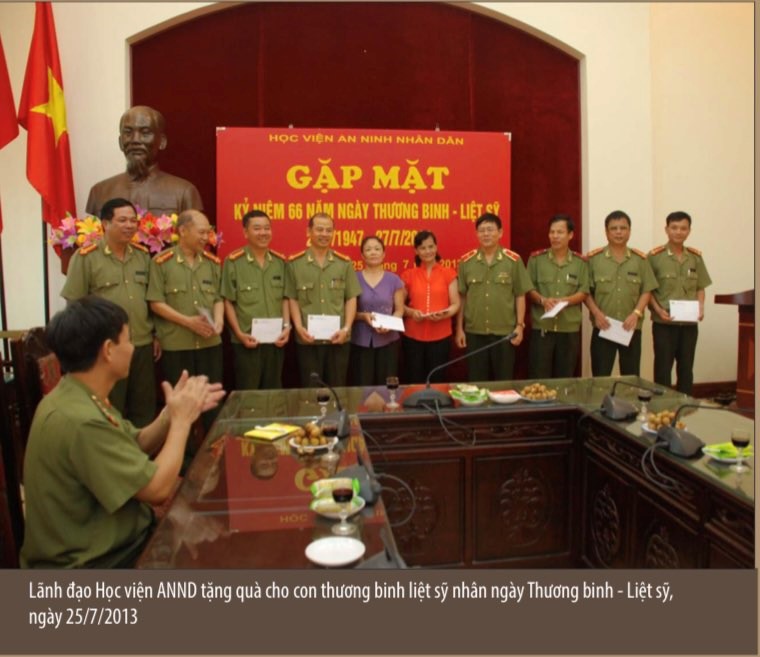 HỌC VIỆN AN NINH NHÂN DÂN
GẶP MẶT
KỶ NIỆM 66 NĂM NGÀY THƯƠNG BINH - LIỆT SỸ
/1947 27/7/20
25 7
Lãnh đạo Học viện ANND tặng quà cho con thương binh liệt sỹ nhân ngày Thương binh - Liệt sỹ,
ngày 25/7/2013